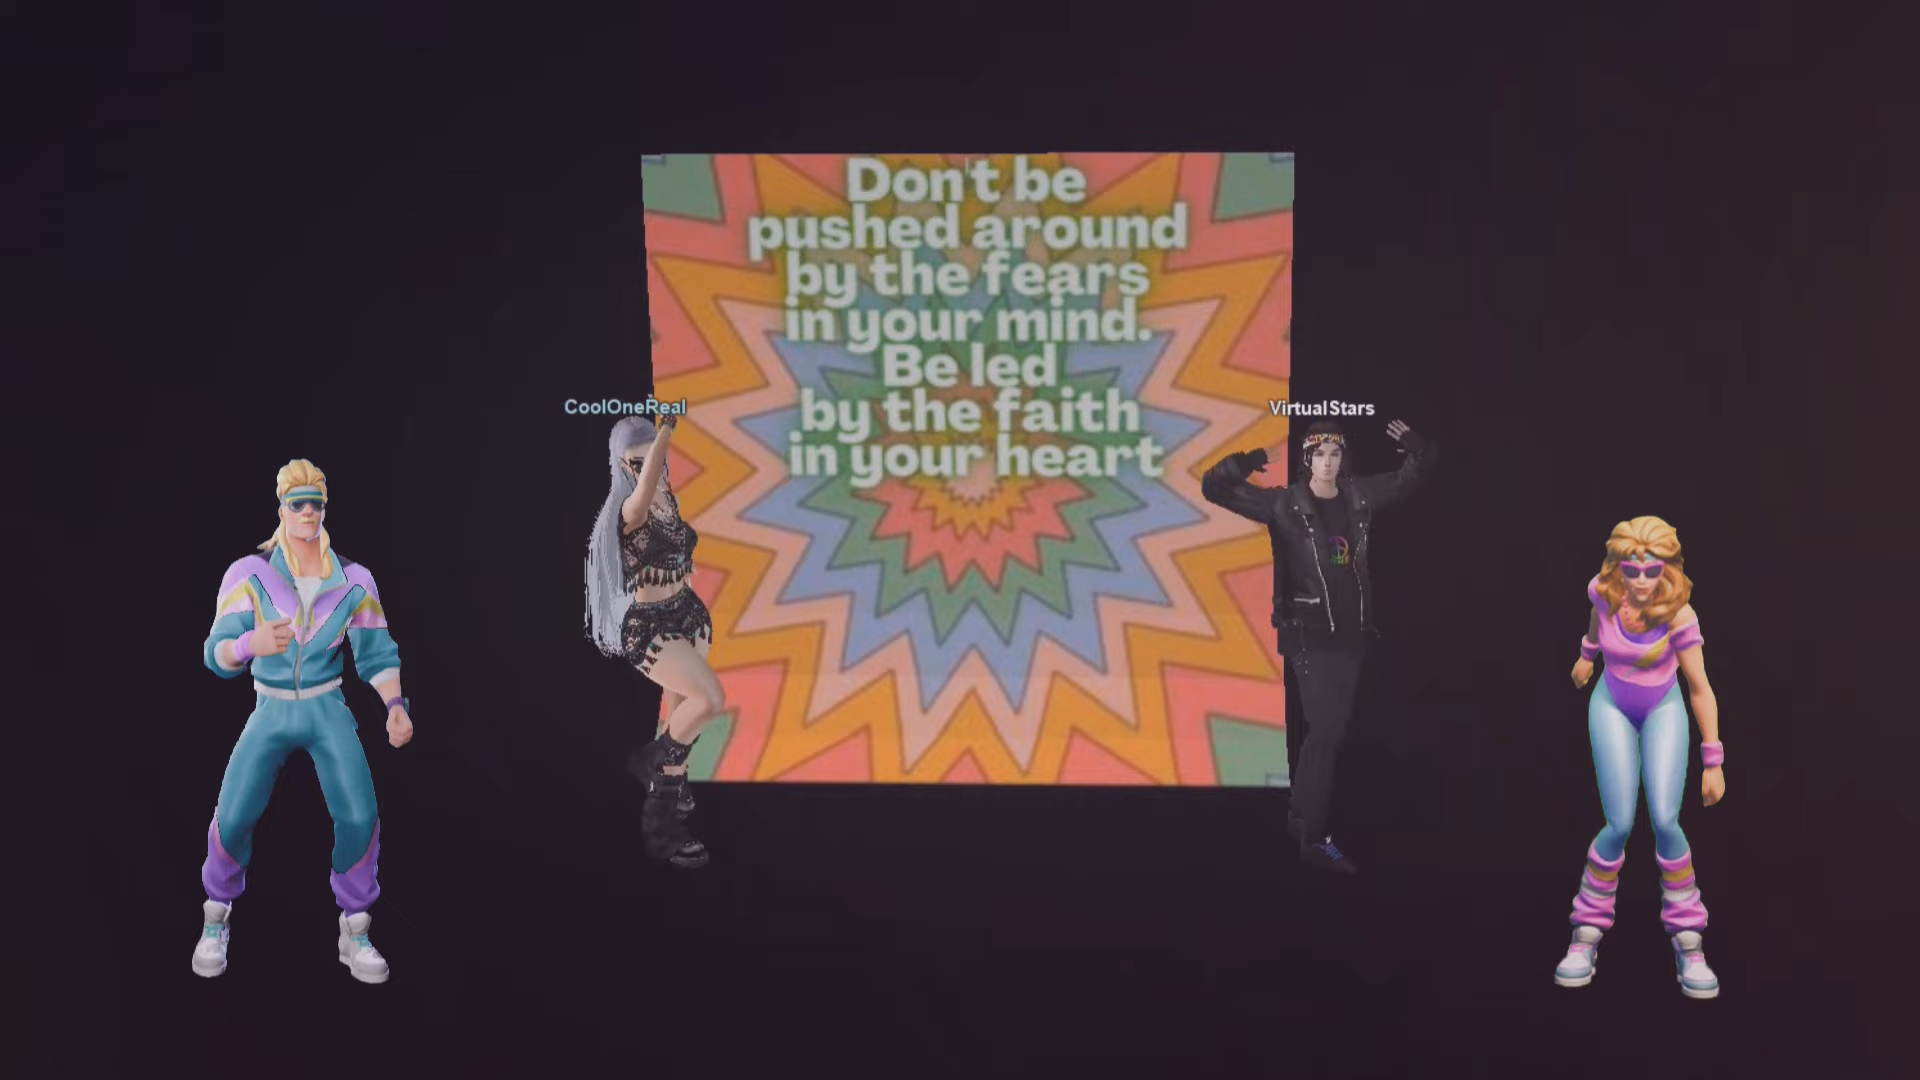 Don't be
pushed around
by the fears
in your mind.
Be led
by the faith
in your heart
CoolOneReal
VirtualStars